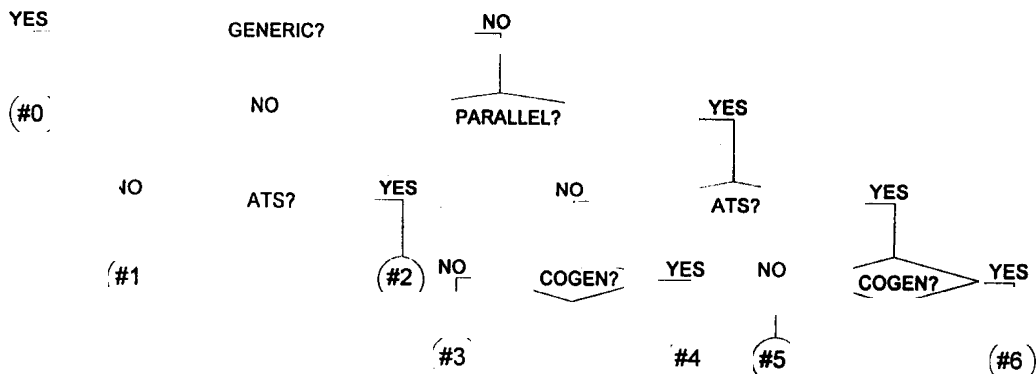 YES GENERIC? NO
(#0) NO PARALLEL? YES
NO ATS? YES NO ATS? YES
(#1 (#2) NO COGEN? YES NO COGEN? YES
(#3) #4 (#5) (#6)